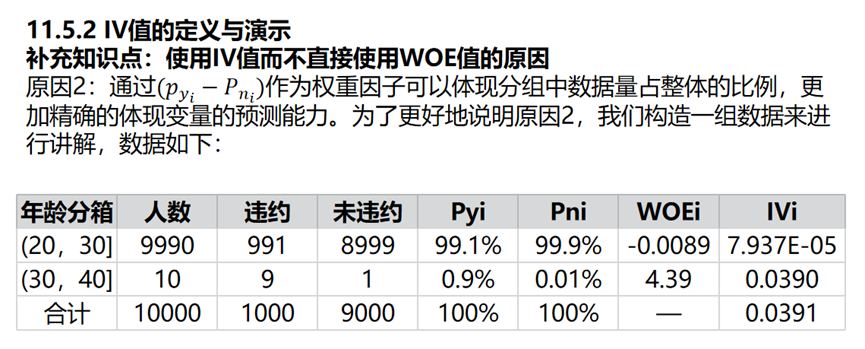 11.5.2 IV值的定义与演示
补充知识点：使用IV值而不直接使用WOE值的原因
原因2：通过(p_{y_i} − P_{n_i})作为权重因子可以体现分组中数据量占整体的比例，更
加精确的体现变量的预测能力。为了更好地说明原因2，我们构造一组数据来进
行讲解，数据如下：
年龄分箱 人数 违约 未违约 Pyi Pni WOEi IVi
(20，30] 9990 991 8999 99.1% 99.9% -0.0089 7.937E-05
(30，40] 10 9 1 0.9% 0.01% 4.39 0.0390
合计 10000 1000 9000 100% 100% — 0.0391